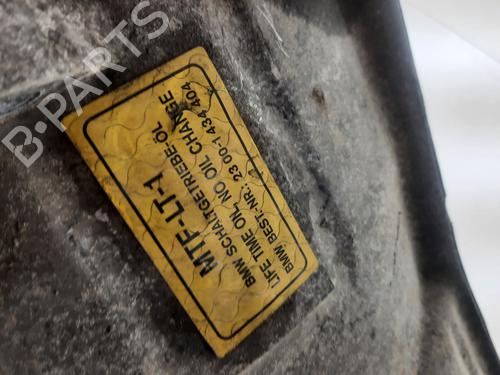 MTF-LT-1
BMW SCHALTGETRIEBE-ÖL
LIFE TIME OIL, NO OIL CHANGE
BMW BEST.-NR.: 23 00-1 434 404
B-PARTS